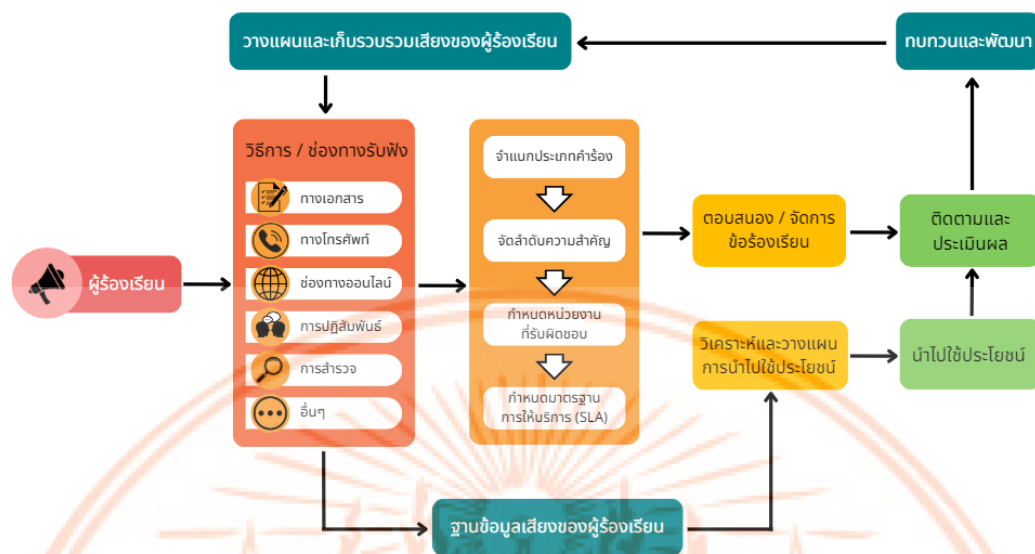 วางแผนและเก็บรวบรวมเสียงของผู้ร้องเรียน
ทบทวนและพัฒนา
ผู้ร้องเรียน
วิธีการ / ช่องทางรับฟัง
ทางเอกสาร
ทางโทรศัพท์
ช่องทางออนไลน์
การปฏิสัมพันธ์
การสำรวจ
อื่นๆ
จำแนกประเภทคำร้อง
จัดลำดับความสำคัญ
กำหนดหน่วยงาน
ที่รับผิดชอบ
กำหนดมาตรฐาน
การให้บริการ (SLA)
ตอบสนอง / จัดการ
ข้อร้องเรียน
ติดตามและ
ประเมินผล
วิเคราะห์และวางแผน
การนำไปใช้ประโยชน์
นำไปใช้ประโยชน์
ฐานข้อมูลเสียงของผู้ร้องเรียน